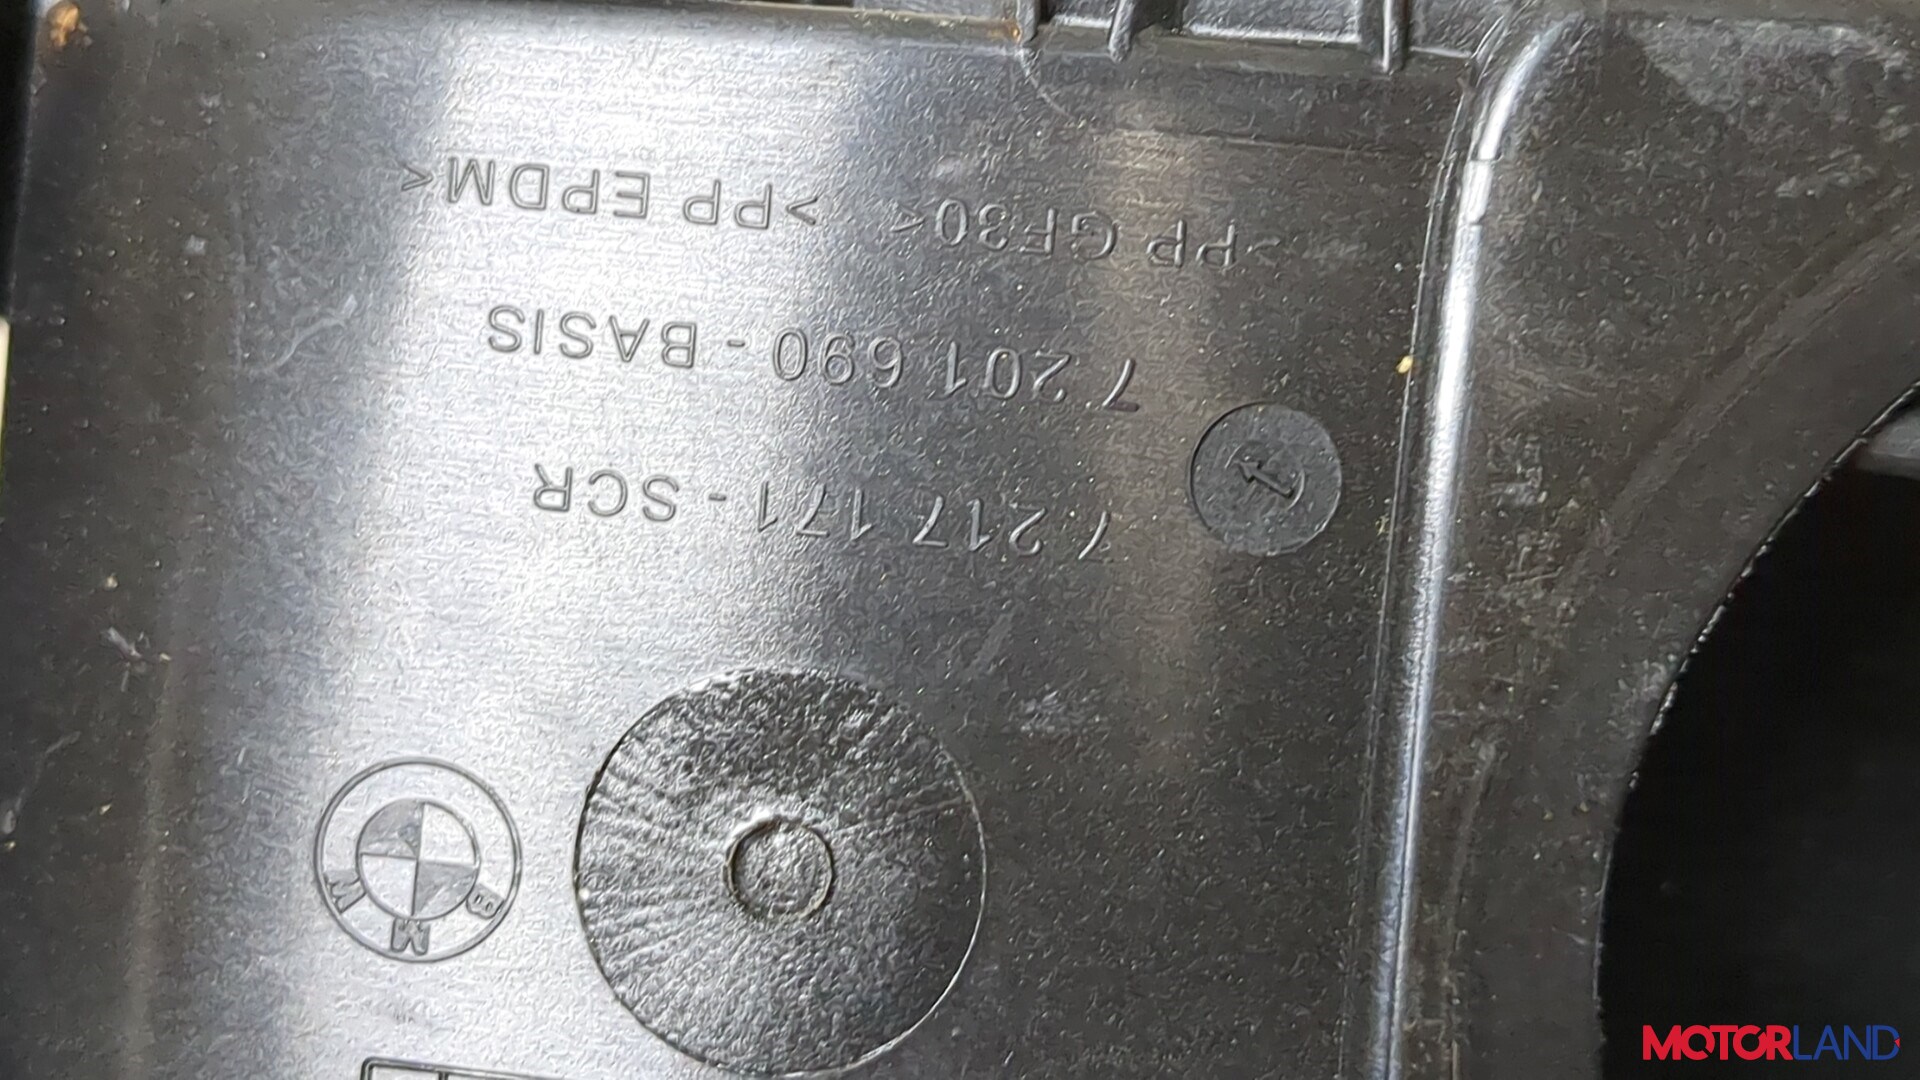 BMW
7 217 171 - SCR
7 201 690 - BASIS
>PP GF30< >PP EPDM<
MOTORLAND